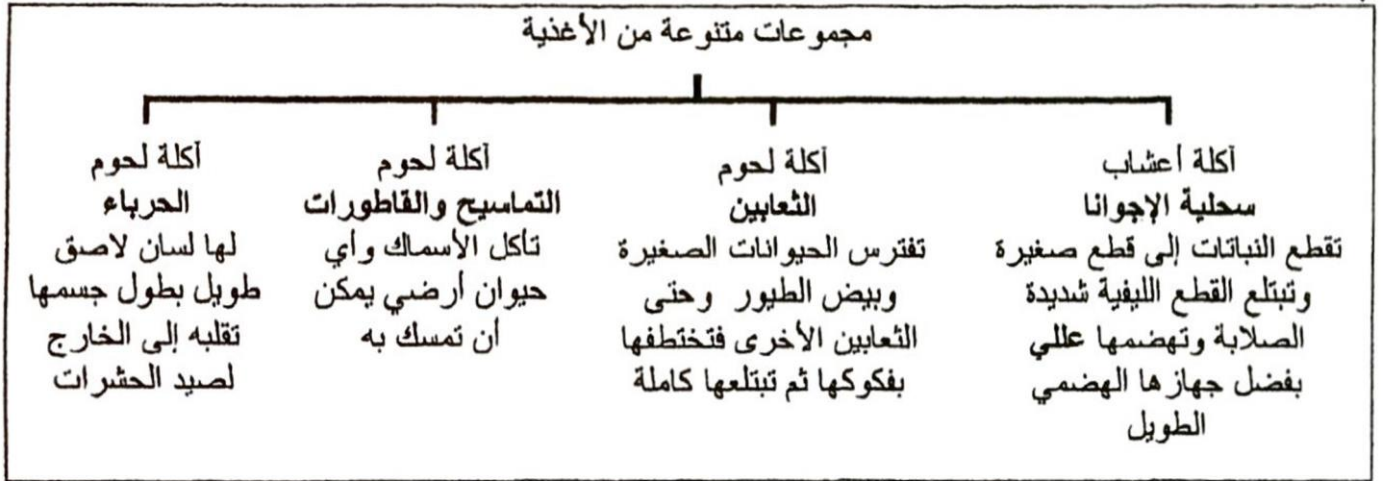 مجموعات متنوعة من الأغذية
آكلة أعشاب
سحلية الإجوانا
تقطع النباتات إلى قطع صغيرة
وتبتلع القطع الليفية شديدة
الصلابة وتهضمها عللي
بفضل جهازها الهضمي
الطويل
آكلة لحوم
الثعابين
تفترس الحيوانات الصغيرة
وبيض الطيور وحتى
الثعابين الأخرى فتختطفها
بفكوكها ثم تبتلعها كاملة
آكلة لحوم
التماسيح والقاطورات
تأكل الأسماك وأي
حيوان أرضي يمكن
أن تمسك به
آكلة لحوم
الحرباء
لها لسان لاصق
طويل بطول جسمها
تقلبه إلى الخارج
لصيد الحشرات